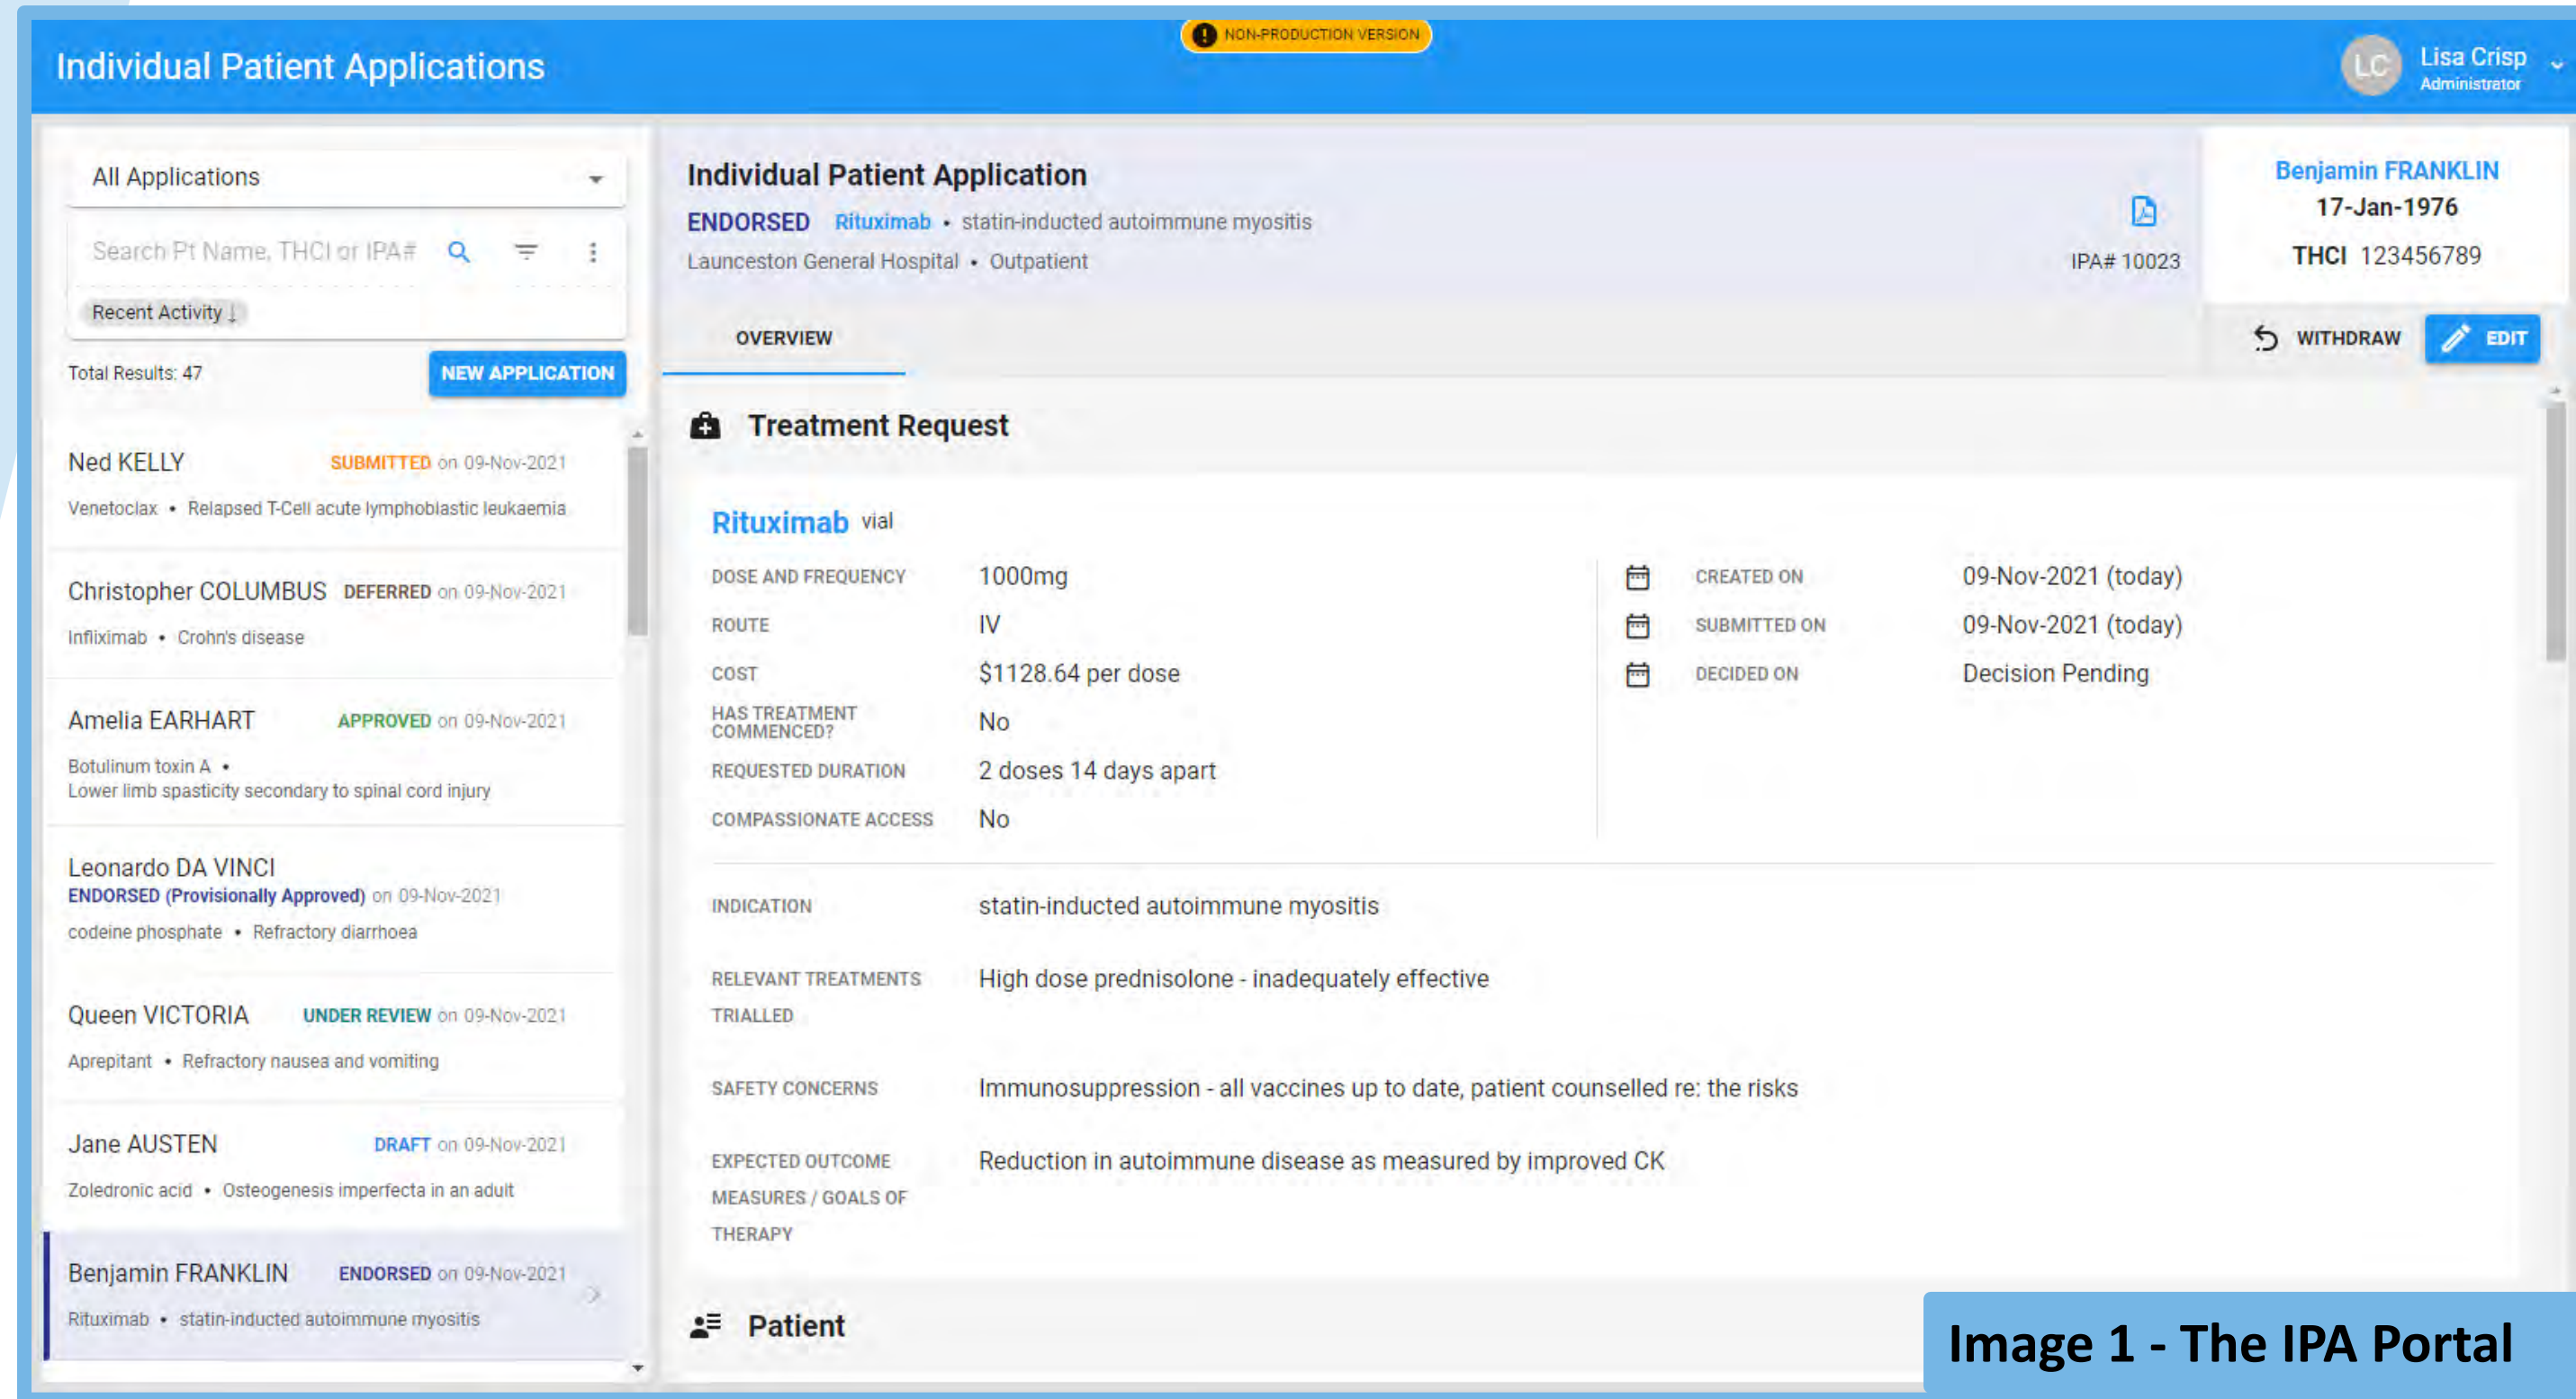 Individual Patient Applications
NON-PRODUCTION VERSION
LC
Lisa Crisp
Administrator
All Applications
Search Pt Name, THCI or IPA#
Recent Activity ↓
Total Results: 47
NEW APPLICATION
Ned KELLY SUBMITTED on 09-Nov-2021
Venetoclax • Relapsed T-Cell acute lymphoblastic leukaemia
Christopher COLUMBUS DEFERRED on 09-Nov-2021
Infliximab • Crohn's disease
Amelia EARHART APPROVED on 09-Nov-2021
Botulinum toxin A •
Lower limb spasticity secondary to spinal cord injury
Leonardo DA VINCI
ENDORSED (Provisionally Approved) on 09-Nov-2021
codeine phosphate • Refractory diarrhoea
Queen VICTORIA UNDER REVIEW on 09-Nov-2021
Aprepitant • Refractory nausea and vomiting
Jane AUSTEN DRAFT on 09-Nov-2021
Zoledronic acid • Osteogenesis imperfecta in an adult
Benjamin FRANKLIN ENDORSED on 09-Nov-2021
Rituximab • statin-inducted autoimmune myositis
Individual Patient Application
ENDORSED Rituximab • statin-inducted autoimmune myositis
Launceston General Hospital • Outpatient
IPA# 10023
Benjamin FRANKLIN
17-Jan-1976
THCI 123456789
OVERVIEW
WITHDRAW
EDIT
Treatment Request
Rituximab vial
DOSE AND FREQUENCY 1000mg
ROUTE IV
COST $1128.64 per dose
HAS TREATMENT
COMMENCED? No
REQUESTED DURATION 2 doses 14 days apart
COMPASSIONATE ACCESS No
CREATED ON 09-Nov-2021 (today)
SUBMITTED ON 09-Nov-2021 (today)
DECIDED ON Decision Pending
INDICATION statin-inducted autoimmune myositis
RELEVANT TREATMENTS High dose prednisolone - inadequately effective
TRIALLED
SAFETY CONCERNS Immunosuppression - all vaccines up to date, patient counselled re: the risks
EXPECTED OUTCOME Reduction in autoimmune disease as measured by improved CK
MEASURES / GOALS OF
THERAPY
Patient
Image 1 - The IPA Portal